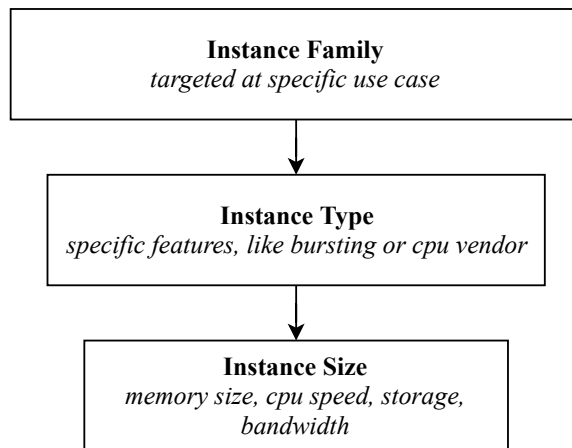 Instance Family
targeted at specific use case
Instance Type
specific features, like bursting or cpu vendor
Instance Size
memory size, cpu speed, storage,
bandwidth